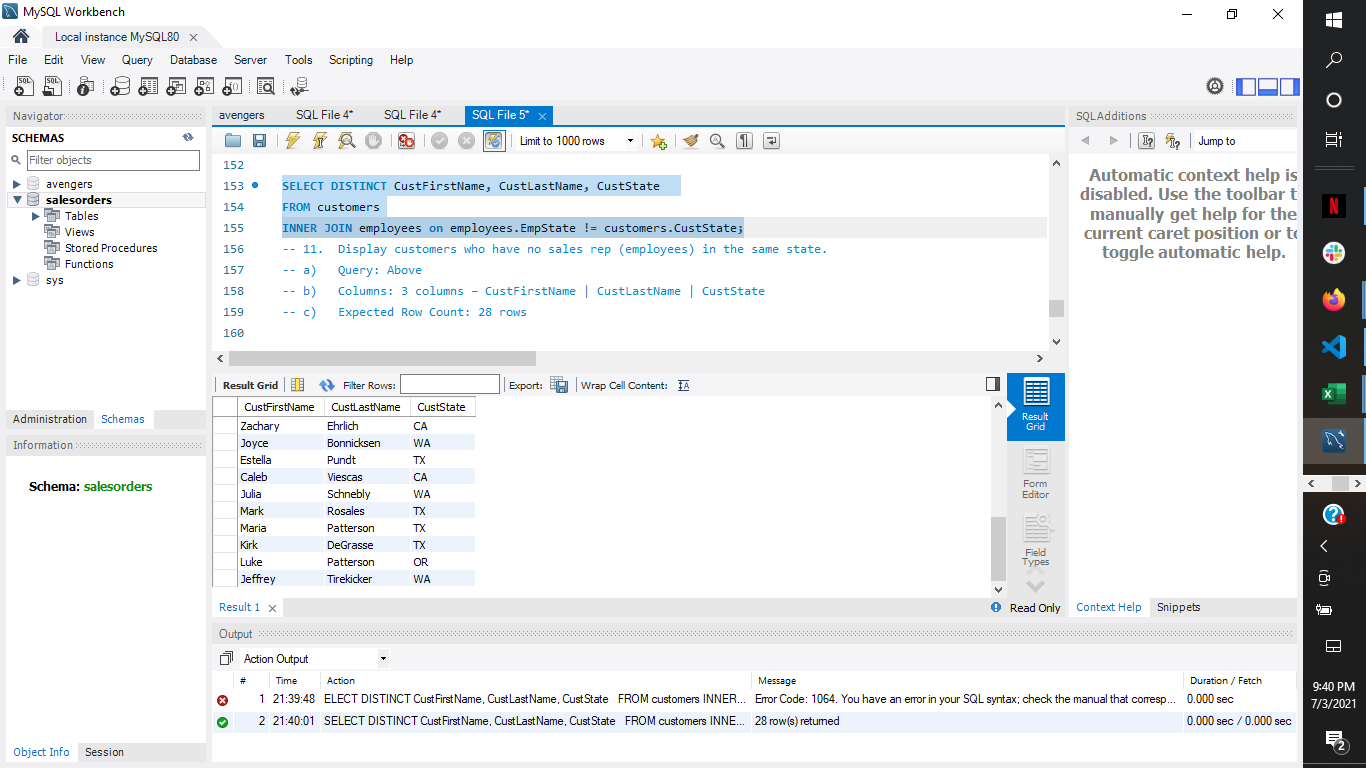 MySQL Workbench
Local instance MySQL80
File Edit View Query Database Server Tools Scripting Help
Navigator
SCHEMAS
Filter objects
avengers
salesorders
Tables
Views
Stored Procedures
Functions
sys
Administration Schemas
Information
Schema: salesorders
Object Info Session
avengers SQL File 4* SQL File 4* SQL File 5*
Limit to 1000 rows
152
153 SELECT DISTINCT CustFirstName, CustLastName, CustState
154 FROM customers
155 INNER JOIN employees on employees.EmpState != customers.CustState;
156 -- 11. Display customers who have no sales rep (employees) in the same state.
157 -- a) Query: Above
158 -- b) Columns: 3 columns – CustFirstName | CustLastName | CustState
159 -- c) Expected Row Count: 28 rows
160
Result Grid Filter Rows: Export: Wrap Cell Content:
CustFirstName CustLastName CustState
Zachary Ehrlich CA
Joyce Bonnicksen WA
Estella Pundt TX
Caleb Viescas CA
Julia Schnebly WA
Mark Rosales TX
Maria Patterson TX
Kirk DeGrasse TX
Luke Patterson OR
Jeffrey Tirekicker WA
Result
Grid
Form
Editor
Field
Types
Result 1
Read Only
SQLAdditions
Jump to
Automatic context help is
disabled. Use the toolbar t
manually get help for the
current caret position or to
toggle automatic help.
Context Help Snippets
Output
Action Output
# Time Action Message Duration / Fetch
1 21:39:48 ELECT DISTINCT CustFirstName, CustLastName, CustState FROM customers INNER... Error Code: 1064. You have an error in your SQL syntax; check the manual that corresp... 0.000 sec
2 21:40:01 SELECT DISTINCT CustFirstName, CustLastName, CustState FROM customers INNE... 28 row(s) returned 0.000 sec / 0.000 sec
9:40 PM
7/3/2021
2